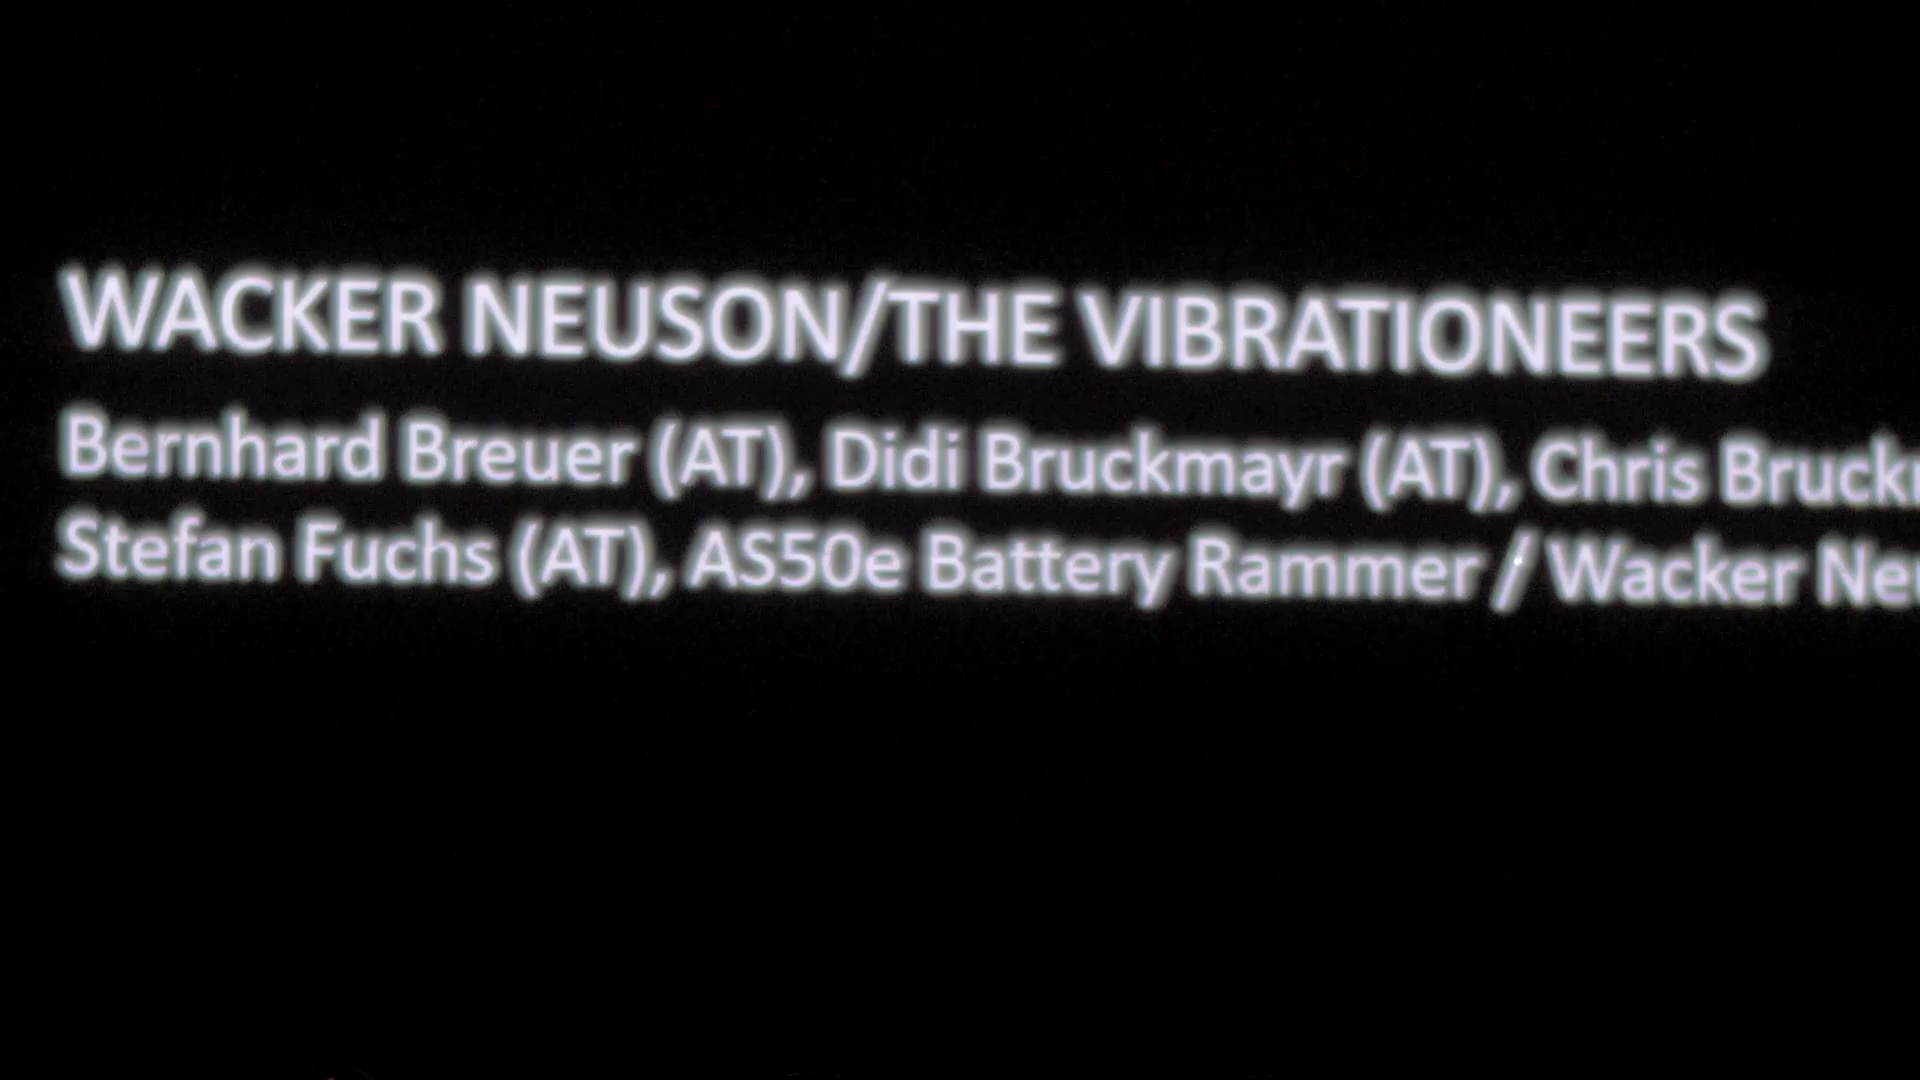 WACKER NEUSON/THE VIBRATIONEERS
Bernhard Breuer (AT), Didi Bruckmayr (AT), Chris
Stefan Fuchs (AT), AS50e Battery Rammer / Wacker